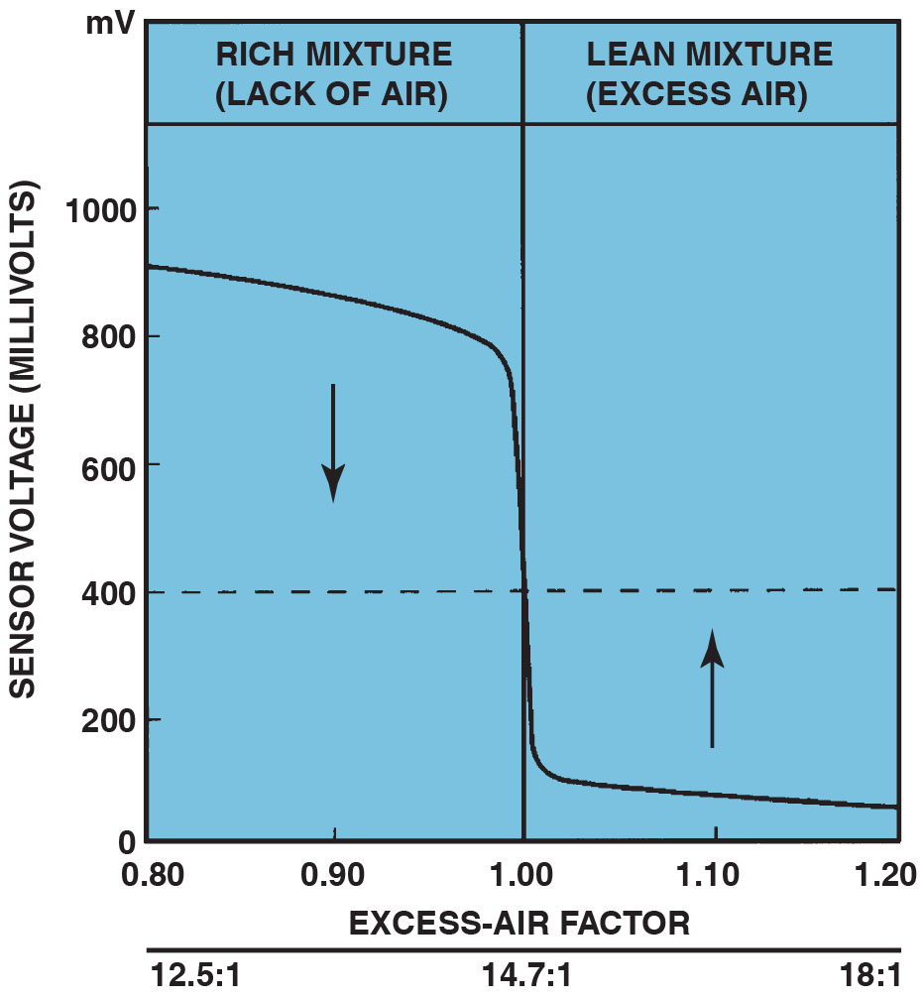 mV
RICH MIXTURE
(LACK OF AIR)
LEAN MIXTURE
(EXCESS AIR)
SENSOR VOLTAGE (MILLIVOLTS)
1000
800
600
400
200
0
0.80 0.90 1.00 1.10 1.20
EXCESS-AIR FACTOR
12.5:1 14.7:1 18:1